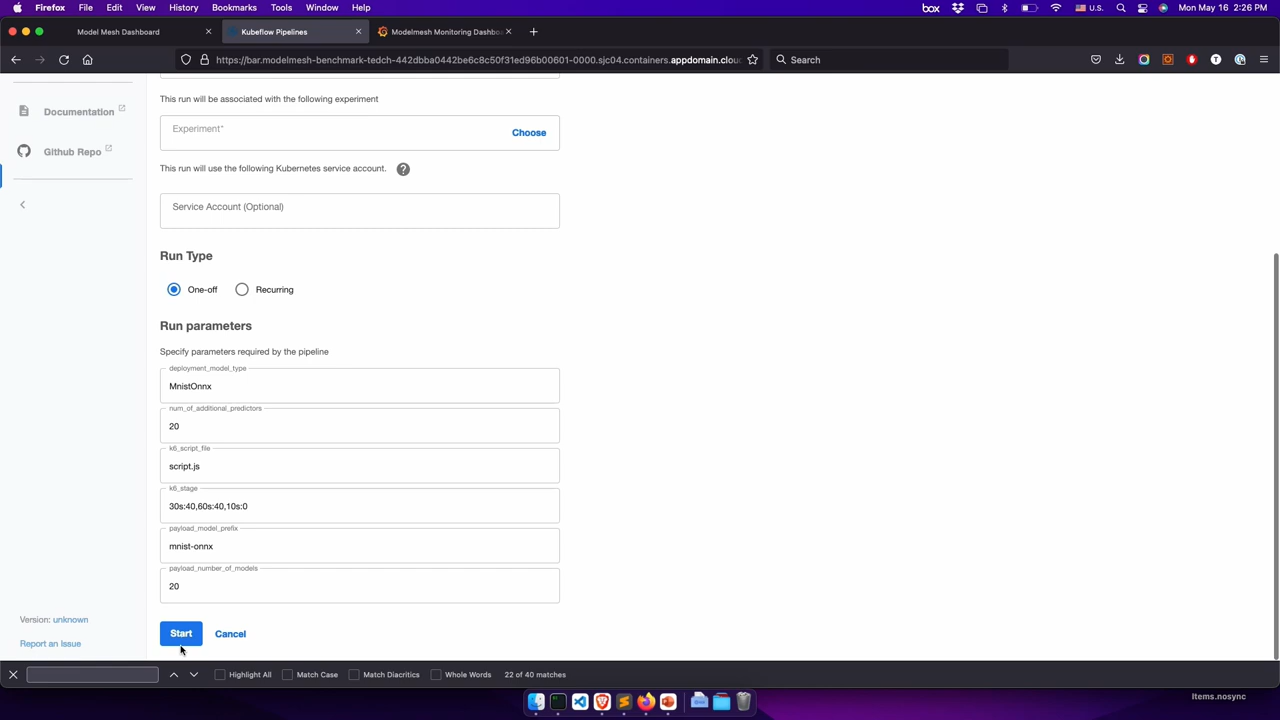 Firefox File Edit View History Bookmarks Tools Window Help
box U.S. Mon May 16 2:26 PM
Model Mesh Dashboard
Kubeflow Pipelines
Modelmesh Monitoring Dashbo
https://bar.modelmesh-benchmark-tedch-442dbba0442be6c8c50f31ed96b00601-0000.sjc04.containers.appdomain.clou
Search
Documentation
Github Repo
This run will be associated with the following experiment
Experiment*
Choose
This run will use the following Kubernetes service account.
Service Account (Optional)
Run Type
One-off
Recurring
Run parameters
Specify parameters required by the pipeline
deployment_model_type
MnistOnnx
num_of_additional_predictors
20
k6_script_file
script.js
k6_stage
30s:40,60s:40,10s:0
payload_model_prefix
mnist-onnx
payload_number_of_models
20
Start
Cancel
Version: unknown
Report an Issue
Highlight All
Match Case
Match Diacritics
Whole Words
22 of 40 matches
Items.nosync